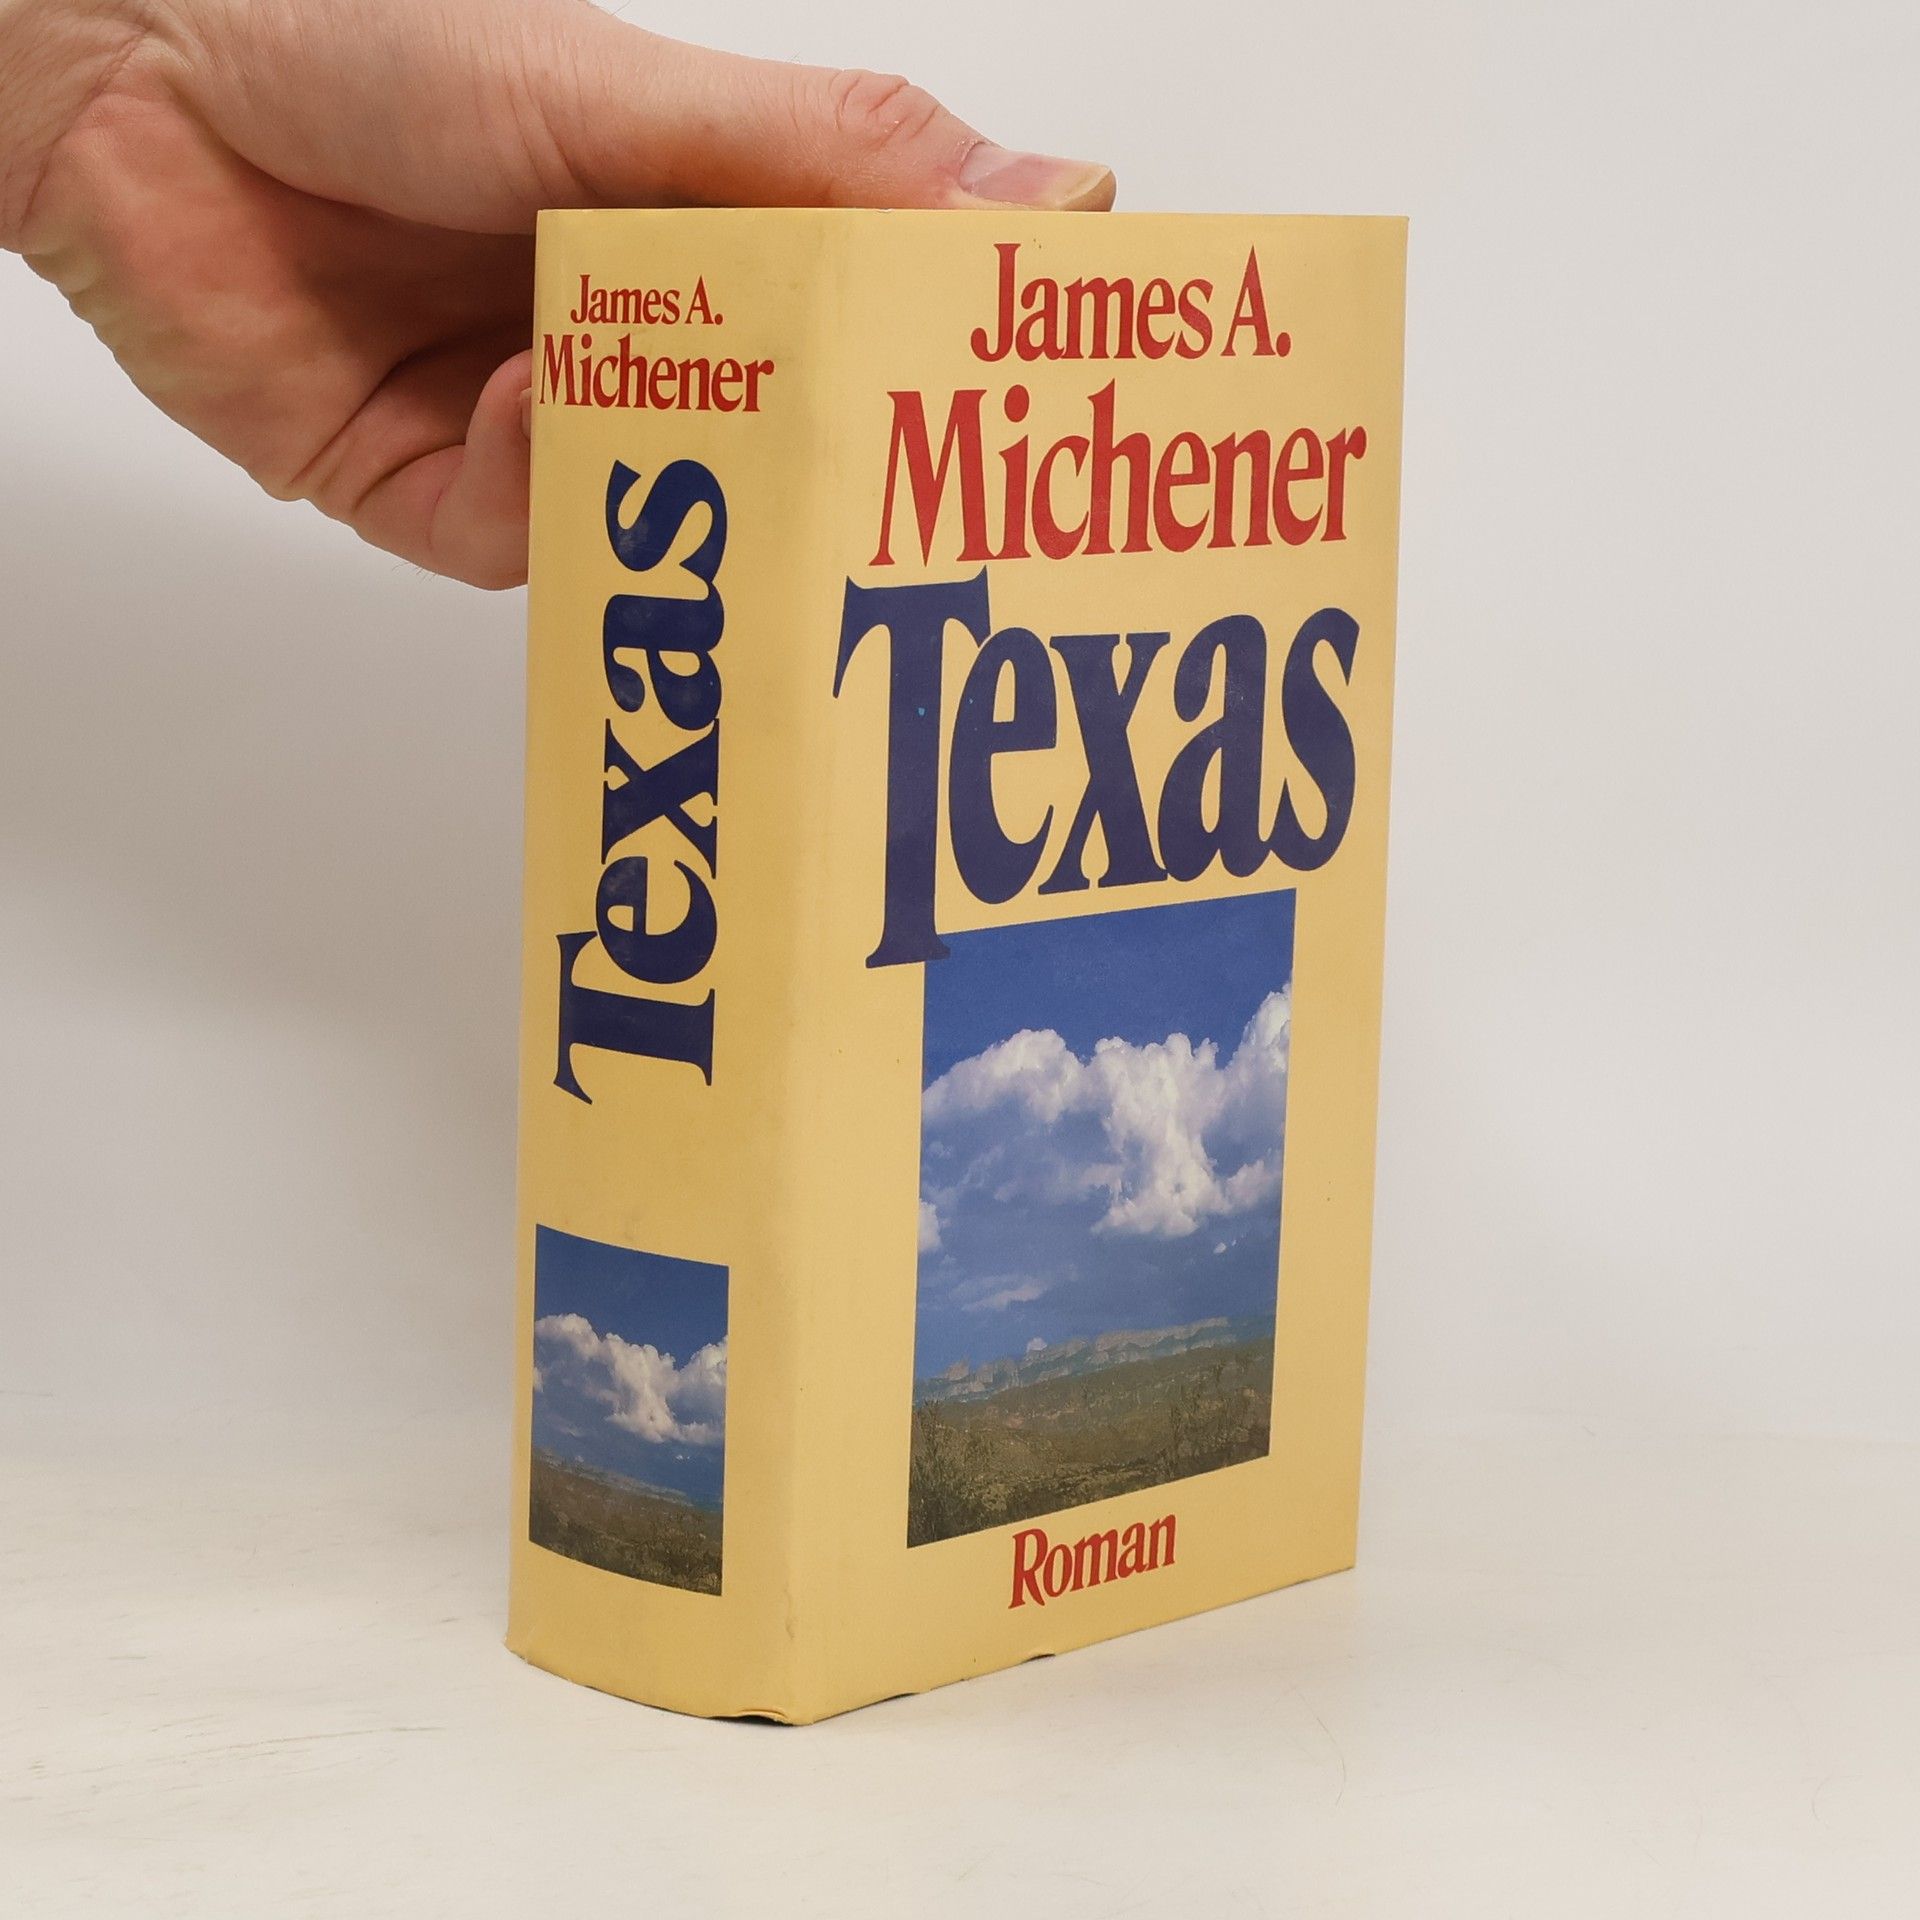 James A.
Michener
Texas
James A.
Michener
Texas
Roman